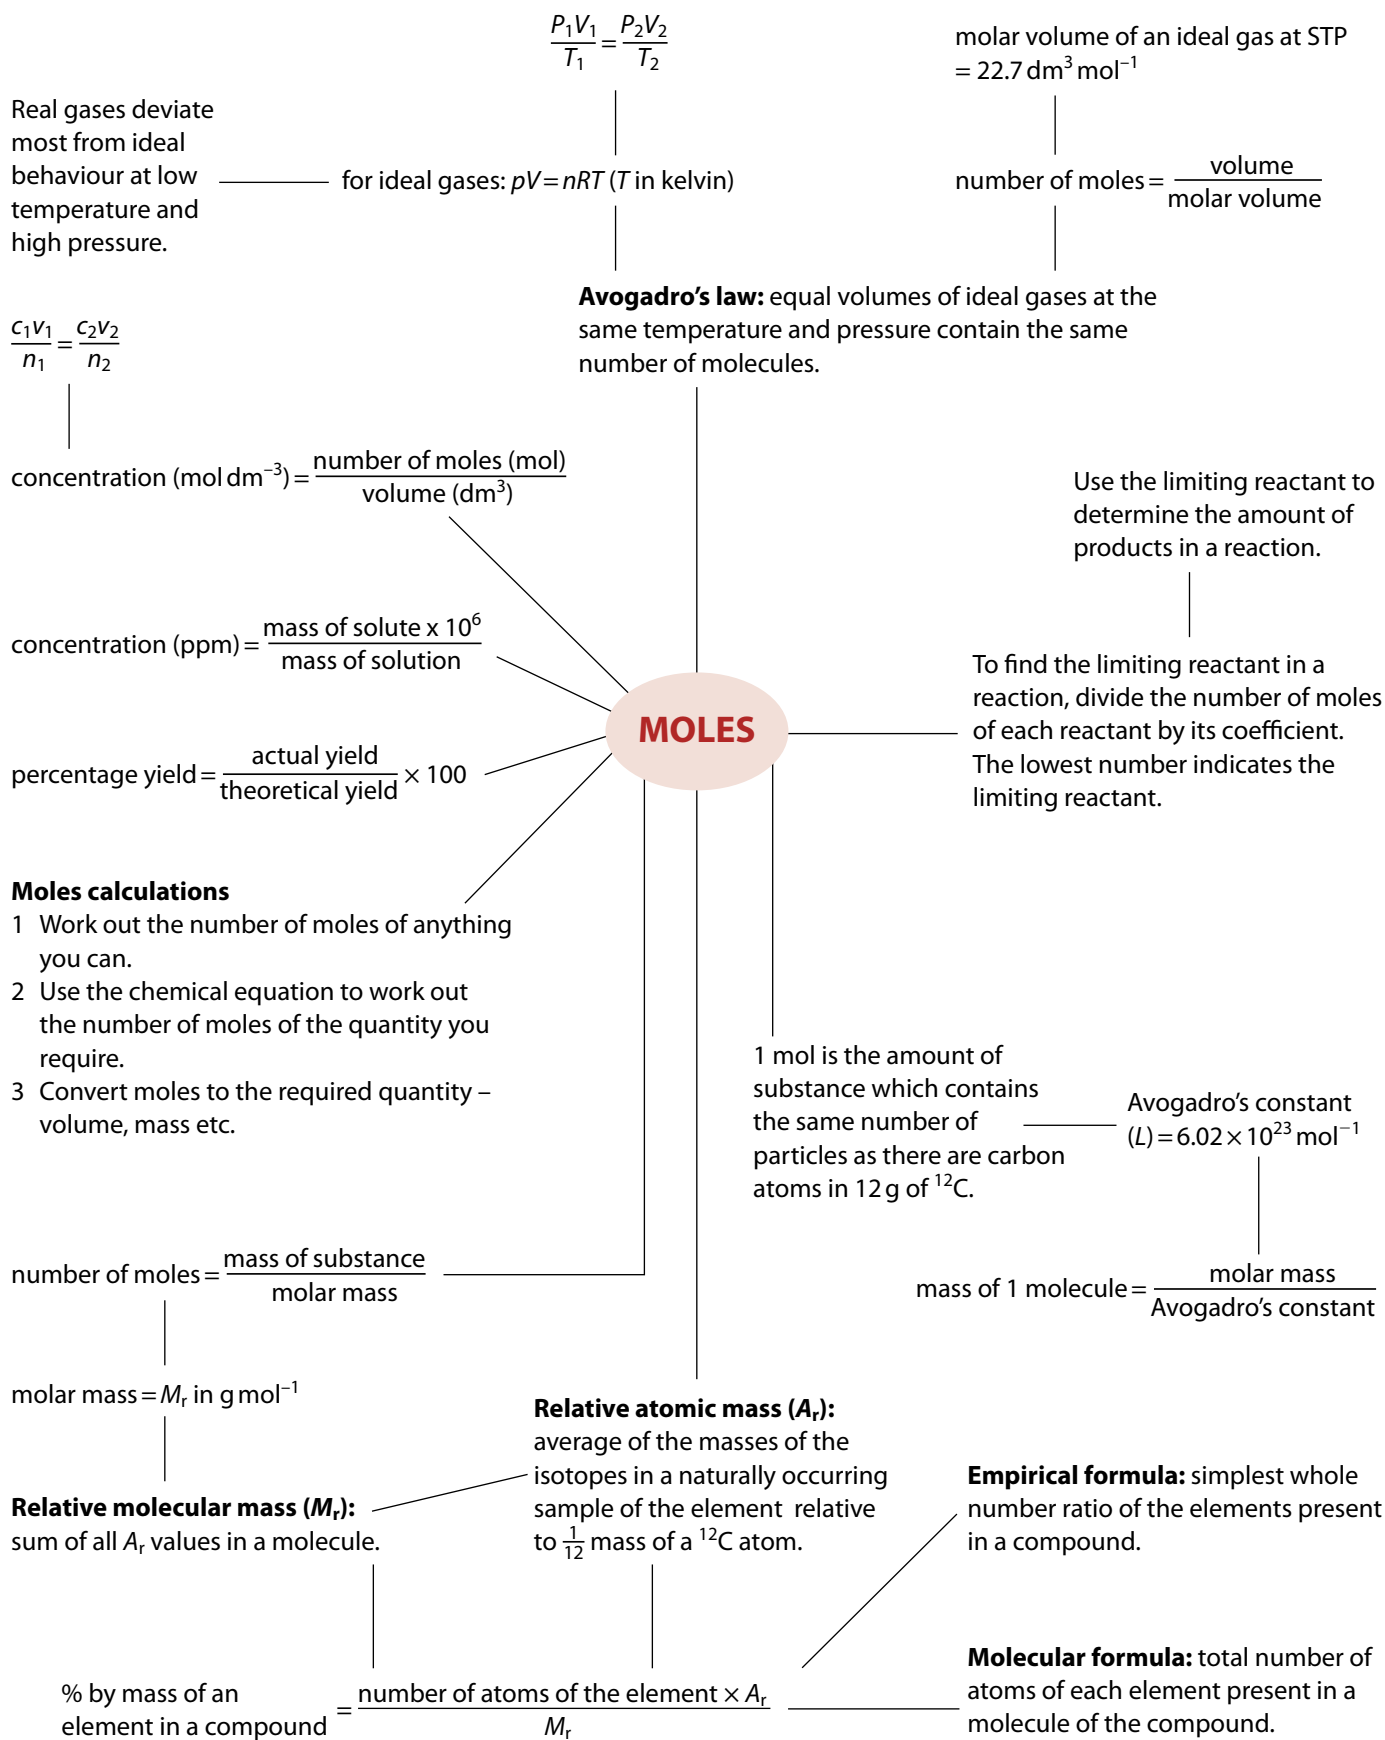 P₁V₁/T₁ = P₂V₂/T₂
molar volume of an ideal gas at STP
= 22.7 dm³ mol⁻¹
Real gases deviate
most from ideal
behaviour at low
temperature and
high pressure.
for ideal gases: pV = nRT (T in kelvin)
number of moles = volume/molar volume
Avogadro's law: equal volumes of ideal gases at the
same temperature and pressure contain the same
number of molecules.
c₁v₁/n₁ = c₂v₂/n₂
concentration (mol dm⁻³) = number of moles (mol)/volume (dm³)
Use the limiting reactant to
determine the amount of
products in a reaction.
concentration (ppm) = mass of solute x 10⁶/mass of solution
To find the limiting reactant in a
reaction, divide the number of moles
of each reactant by its coefficient.
The lowest number indicates the
limiting reactant.
MOLES
percentage yield = actual yield/theoretical yield × 100
Moles calculations
1 Work out the number of moles of anything
you can.
2 Use the chemical equation to work out
the number of moles of the quantity you
require.
3 Convert moles to the required quantity –
volume, mass etc.
1 mol is the amount of
substance which contains
the same number of
particles as there are carbon
atoms in 12 g of ¹²C.
Avogadro's constant
(L) = 6.02 × 10²³ mol⁻¹
number of moles = mass of substance/molar mass
mass of 1 molecule = molar mass/Avogadro's constant
molar mass = Mᵣ in g mol⁻¹
Relative atomic mass (Aᵣ):
average of the masses of the
isotopes in a naturally occurring
sample of the element relative
to 1/12 mass of a ¹²C atom.
Relative molecular mass (Mᵣ):
sum of all Aᵣ values in a molecule.
Empirical formula: simplest whole
number ratio of the elements present
in a compound.
% by mass of an
element in a compound = number of atoms of the element × Aᵣ/Mᵣ
Molecular formula: total number of
atoms of each element present in a
molecule of the compound.